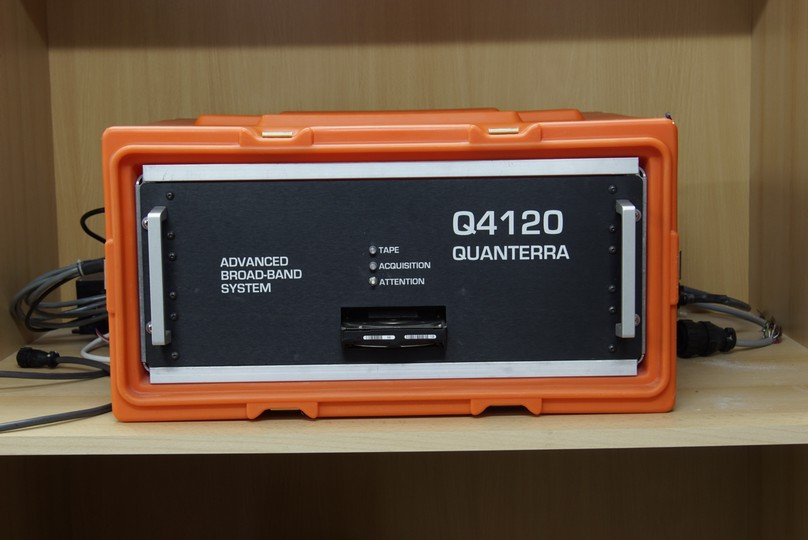 Q4120
QUANTERRA
ADVANCED
BROAD-BAND
SYSTEM
TAPE
ACQUISITION
ATTENTION